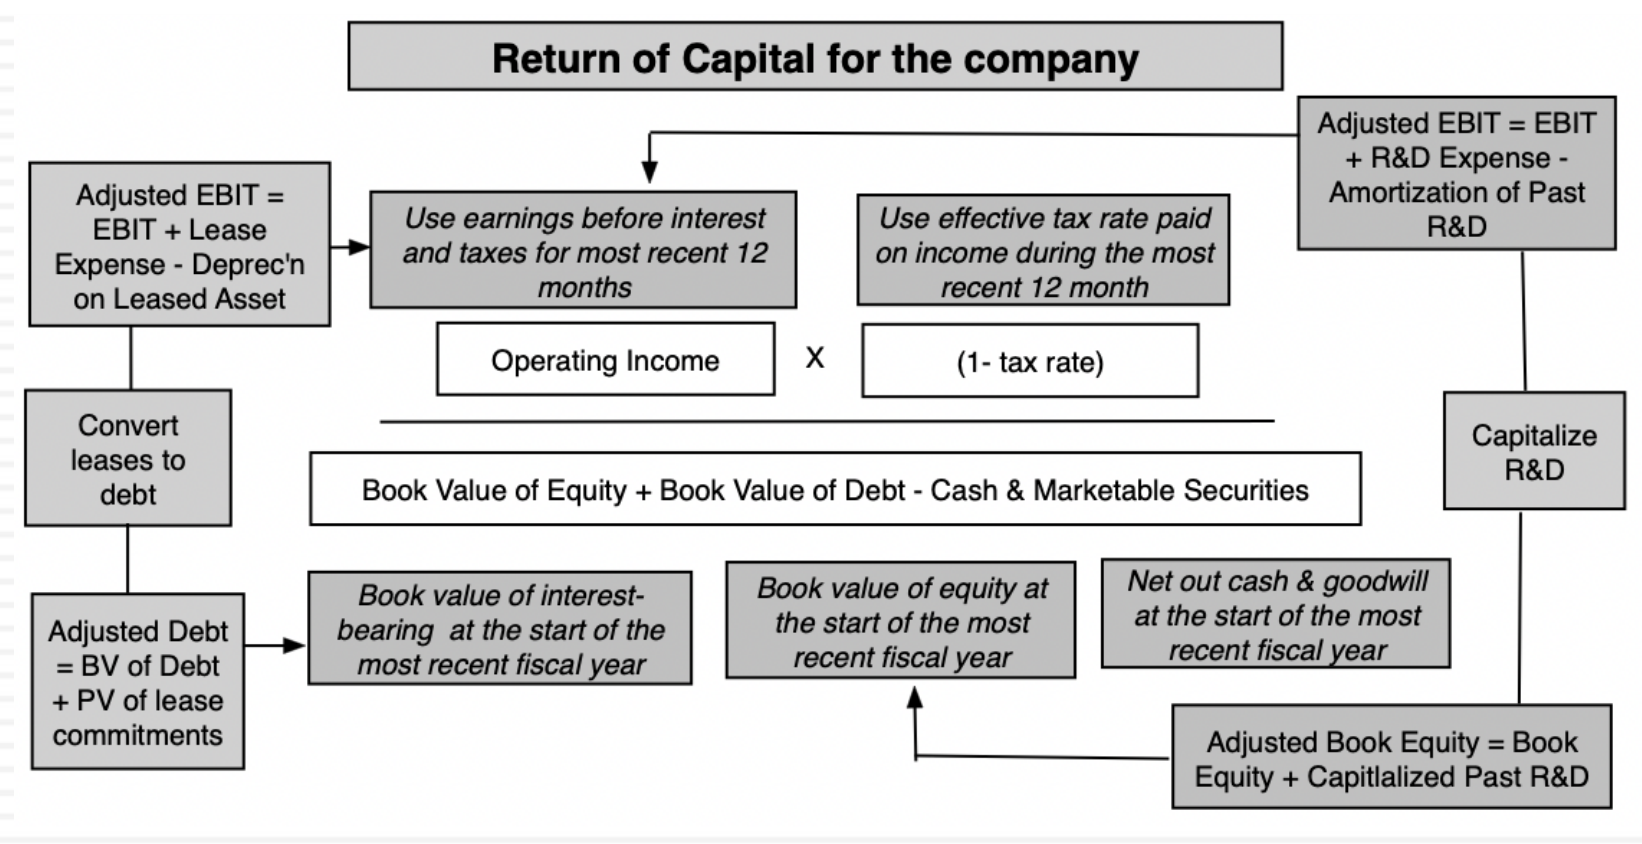 Return of Capital for the company
Adjusted EBIT = EBIT
+ R&D Expense -
Amortization of Past
R&D
Adjusted EBIT =
EBIT + Lease
Expense - Deprec'n
on Leased Asset
Use earnings before interest
and taxes for most recent 12
months
Use effective tax rate paid
on income during the most
recent 12 month
Operating Income
X
(1- tax rate)
Convert
leases to
debt
Capitalize
R&D
Book Value of Equity + Book Value of Debt - Cash & Marketable Securities
Adjusted Debt
= BV of Debt
+ PV of lease
commitments
Book value of interest-
bearing at the start of the
most recent fiscal year
Book value of equity at
the start of the most
recent fiscal year
Net out cash & goodwill
at the start of the most
recent fiscal year
Adjusted Book Equity = Book
Equity + Capitlalized Past R&D